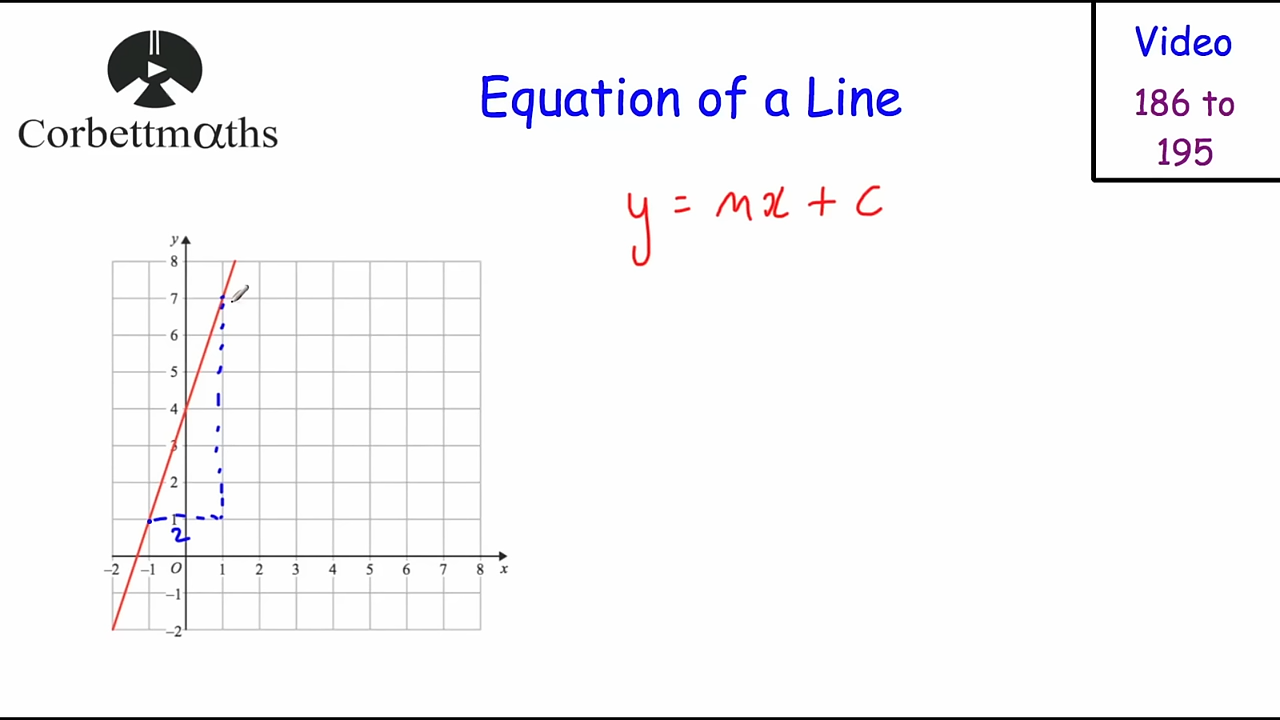 Corbettmαths
Equation of a Line
Video
186 to
195
y = mx + c
y
8
7
6
5
4
3
2
1
2
–2 –1 O 1 2 3 4 5 6 7 8 x
–1
–2